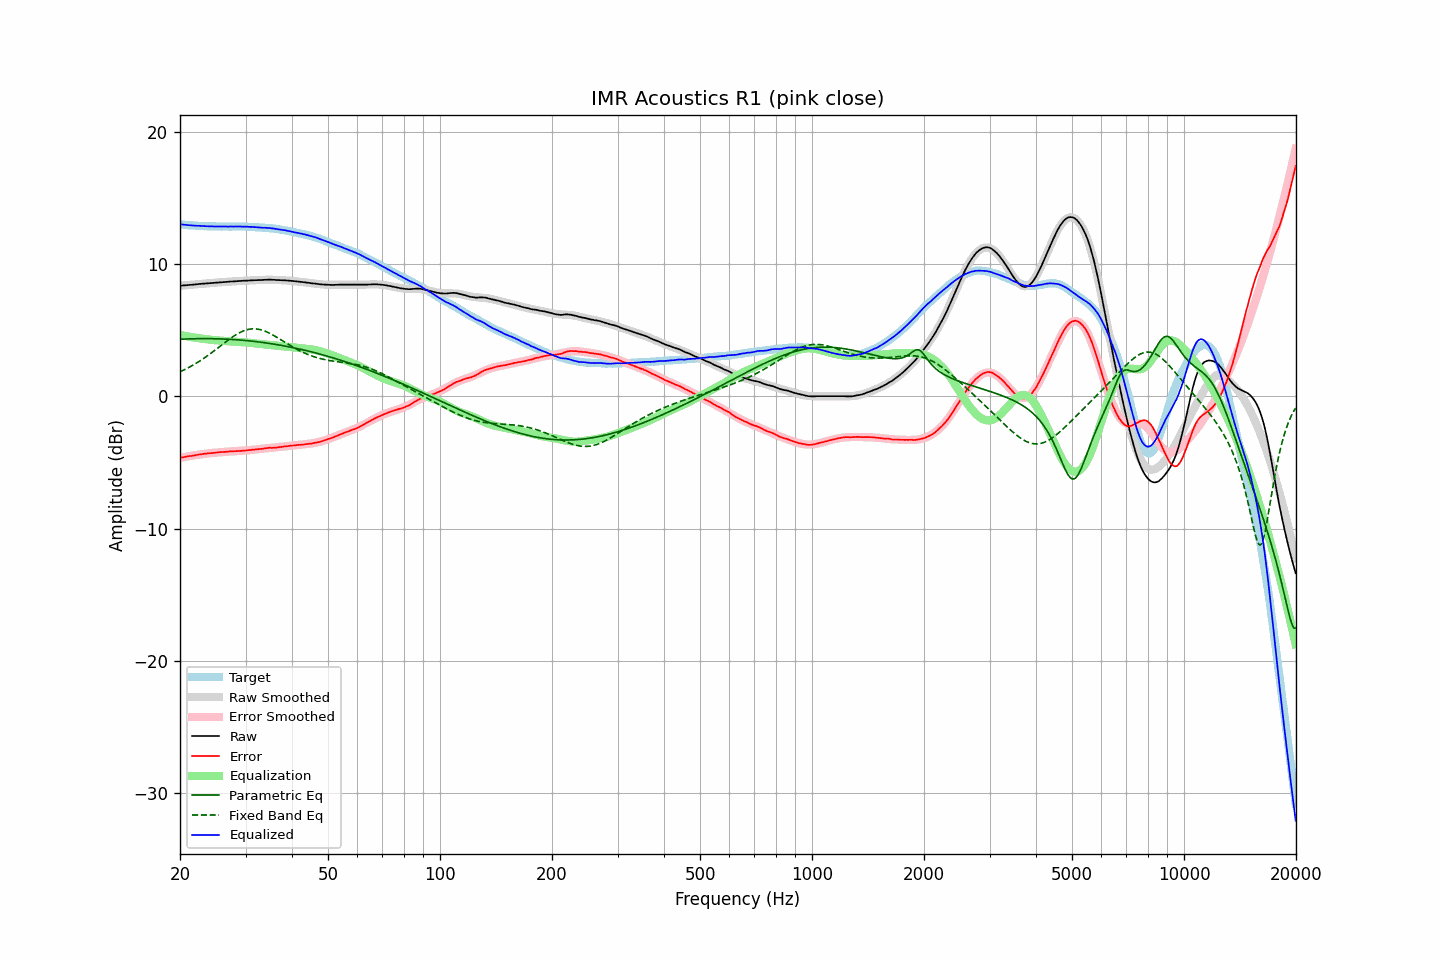 IMR Acoustics R1 (pink close)
20
10
0
−10
−20
−30
Amplitude (dBr)
Target
Raw Smoothed
Error Smoothed
Raw
Error
Equalization
Parametric Eq
Fixed Band Eq
Equalized
20 50 100 200 500 1000 2000 5000 10000 20000
Frequency (Hz)